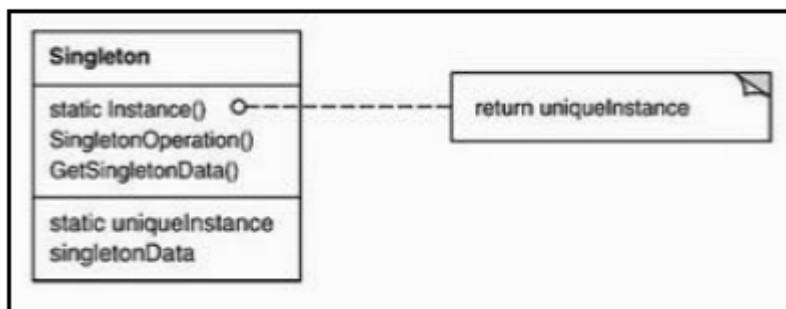 Singleton
static Instance()
return uniqueInstance
SingletonOperation()
GetSingletonData()
static uniqueInstance
singletonData